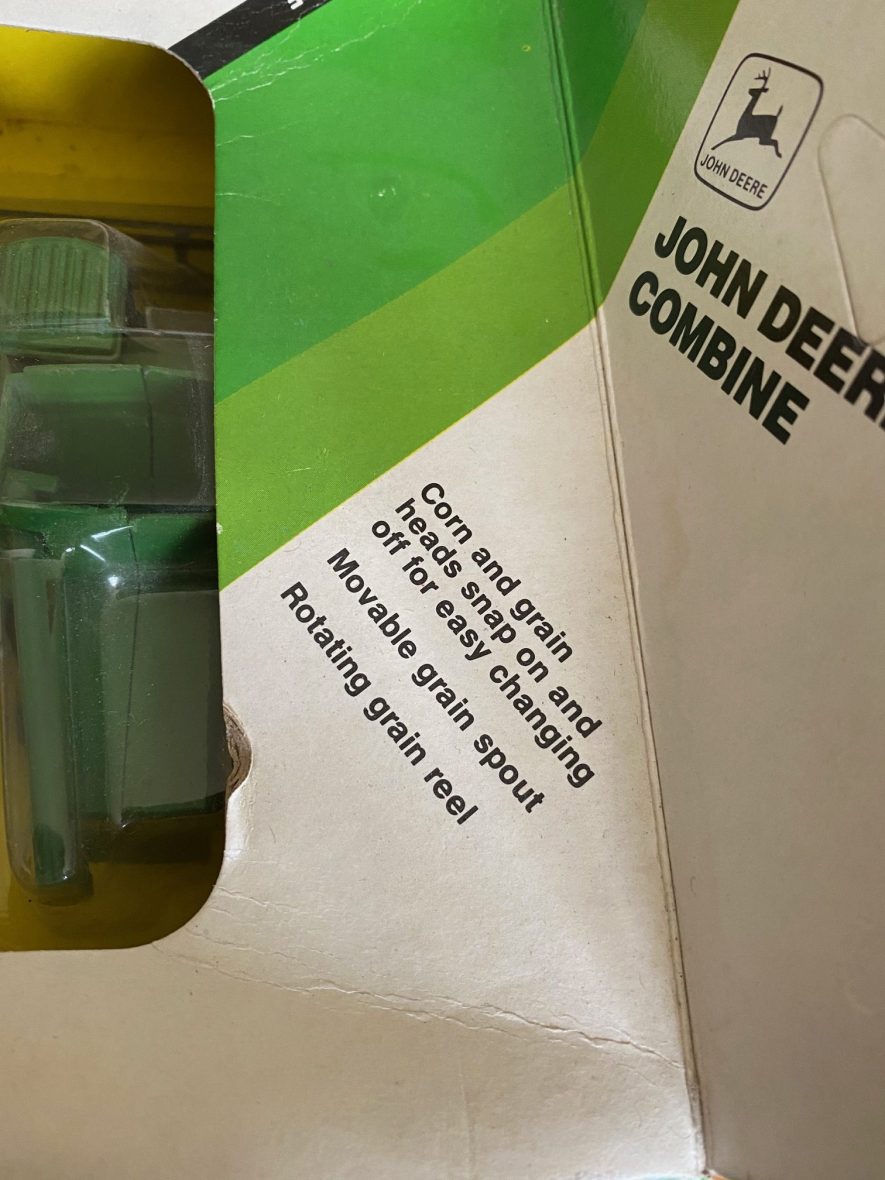 JOHN DEERE
JOHN DEER
COMBINE
Corn and grain
heads snap on and
off for easy changing
Movable grain spout
Rotating grain reel